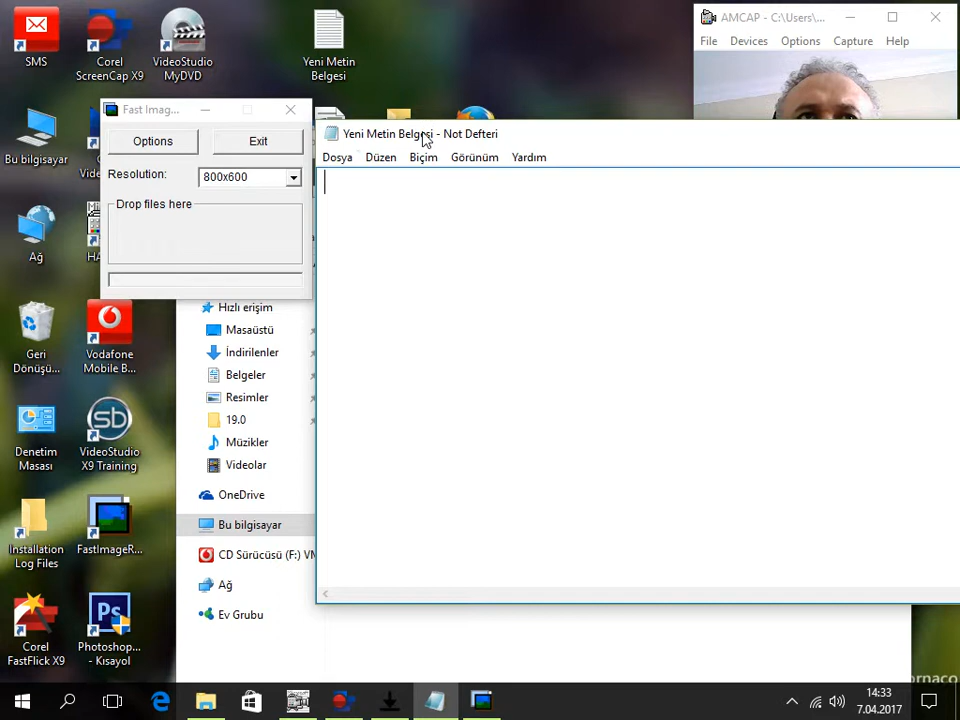 SMS
Corel
ScreenCap X9
VideoStudio
MyDVD
Yeni Metin
Belgesi
AMCAP - C:\Users\...
File Devices Options Capture Help
Fast Imag...
Options Exit
Resolution: 800x600
Drop files here
Yeni Metin Belgesi - Not Defteri
Dosya Düzen Biçim Görünüm Yardım
Bu bilgisayar
Ağ
Geri
Dönüşü...
Vodafone
Mobile B...
Denetim
Masası
VideoStudio
X9 Training
Installation
Log Files
FastImageR...
Corel
FastFlick X9
Photoshop...
- Kısayol
Hızlı erişim
Masaüstü
İndirilenler
Belgeler
Resimler
19.0
Müzikler
Videolar
OneDrive
Bu bilgisayar
CD Sürücüsü (F:) VM
Ağ
Ev Grubu
14:33
7.04.2017